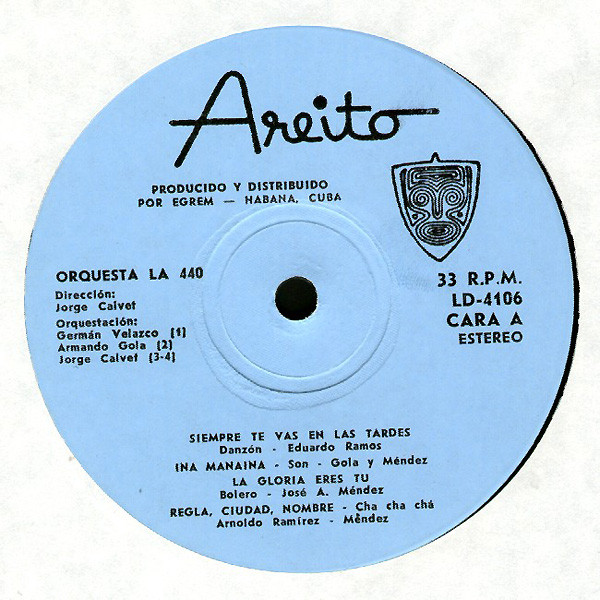 Areito
PRODUCIDO Y DISTRIBUIDO
POR EGREM — HABANA, CUBA
ORQUESTA LA 440
Dirección:
Jorge Calvet
Orquestación:
Germán Velazco [1]
Armando Gola [2]
Jorge Calvet [3-4]
33 R.P.M.
LD-4106
CARA A
ESTEREO
SIEMPRE TE VAS EN LAS TARDES
Danzón - Eduardo Ramos
INA MANAINA - Son - Gola y Méndez
LA GLORIA ERES TU
Bolero - José A. Méndez
REGLA, CIUDAD, NOMBRE - Cha cha chá
Arnoldo Ramírez - Méndez